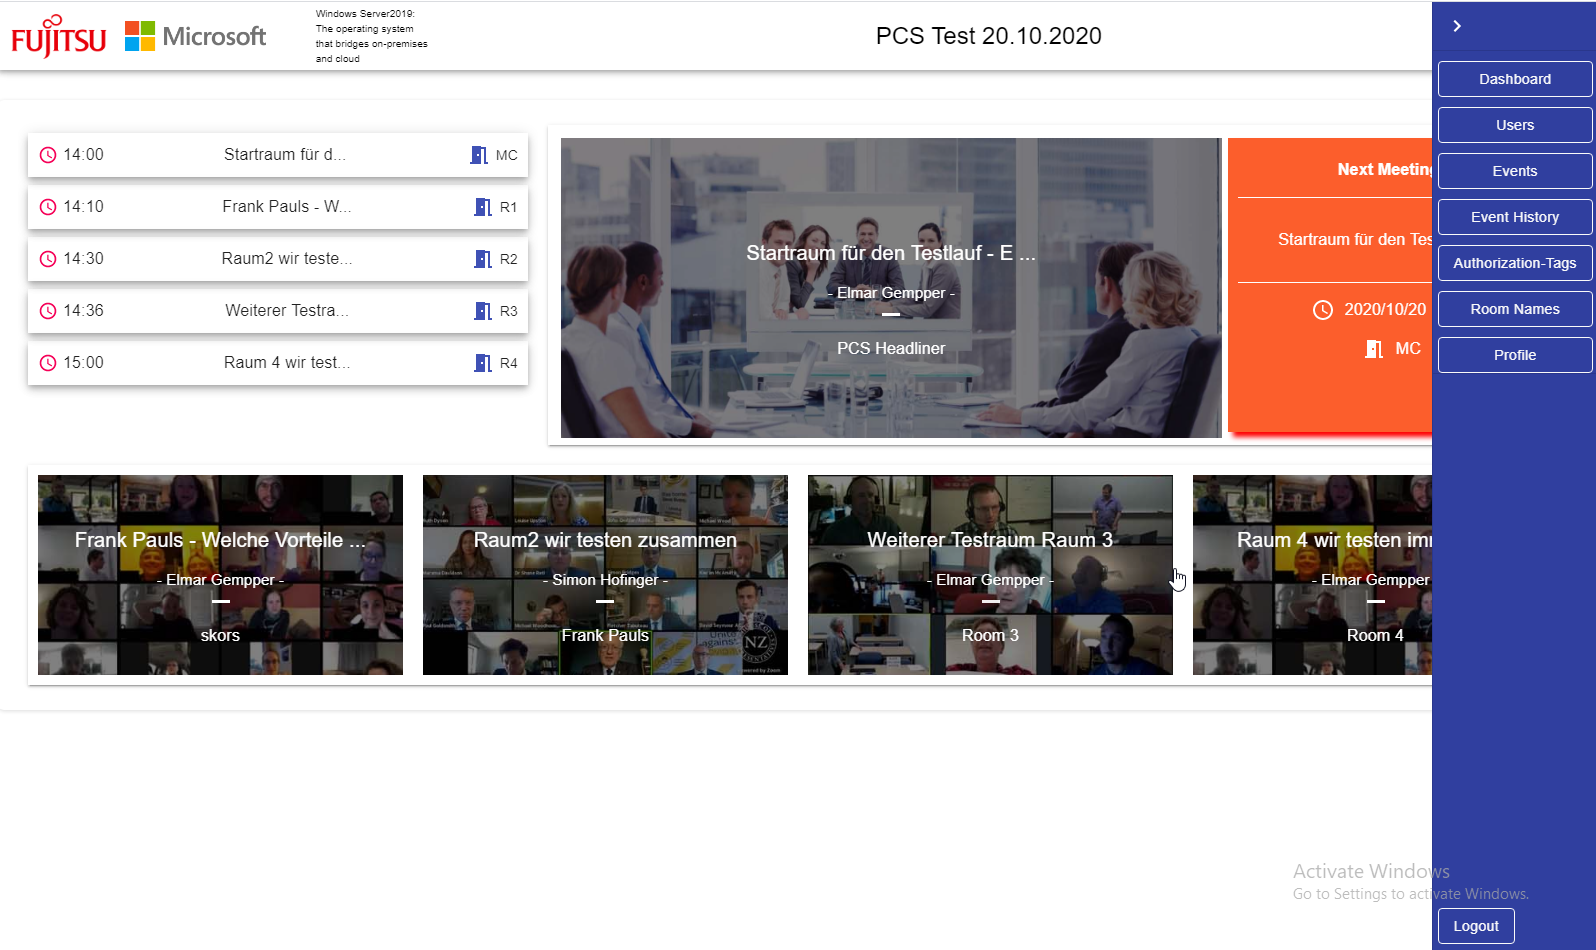 FUJITSU
Microsoft
Windows Server2019:
The operating system
that bridges on-premises
and cloud
PCS Test 20.10.2020
14:00 Startraum für d... MC
14:10 Frank Pauls - W... R1
14:30 Raum2 wir teste... R2
14:36 Weiterer Testra... R3
15:00 Raum 4 wir test... R4
Startraum für den Testlauf - E ...
- Elmar Gempper -
PCS Headliner
Next Meeting
Startraum für den Tes
2020/10/20
MC
Frank Pauls - Welche Vorteile ...
- Elmar Gempper -
skors
Raum2 wir testen zusammen
- Simon Hofinger -
Frank Pauls
NZ
Weiterer Testraum Raum 3
- Elmar Gempper -
Room 3
Raum 4 wir testen im
- Elmar Gempper
Room 4
Dashboard
Users
Events
Event History
Authorization-Tags
Room Names
Profile
Activate Windows
Go to Settings to activate Windows.
Logout